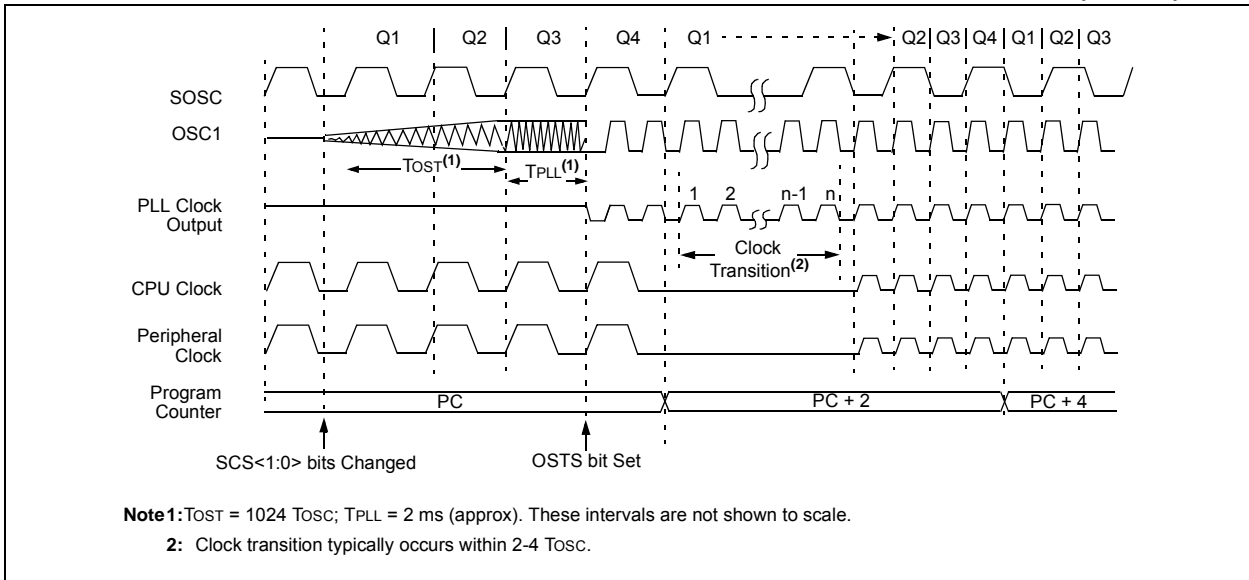 Q1 Q2 Q3 Q4 Q1 Q2 Q3 Q4 Q1 Q2 Q3
SOSC
OSC1
TOST(1) TPLL(1)
1 2 n-1 n
PLL Clock
Output
Clock
Transition(2)
CPU Clock
Peripheral
Clock
Program
Counter
PC PC + 2 PC + 4
SCS<1:0> bits Changed OSTS bit Set
Note1:TOST = 1024 TOSC; TPLL = 2 ms (approx). These intervals are not shown to scale.
2: Clock transition typically occurs within 2-4 TOSC.